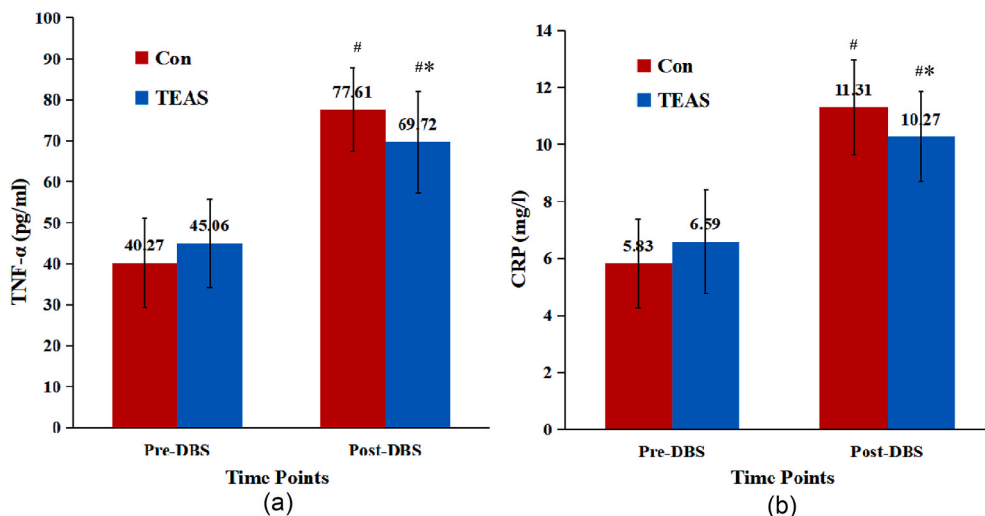 100
90
80
70
60
50
40
30
20
10
0
TNF-α (pg/ml)
Con
TEAS
40.27
45.06
#
77.61
#*
69.72
Pre-DBS
Post-DBS
Time Points
(a)
14
12
10
8
6
4
2
0
CRP (mg/l)
Con
TEAS
5.83
6.59
#
11.31
#*
10.27
Pre-DBS
Post-DBS
Time Points
(b)